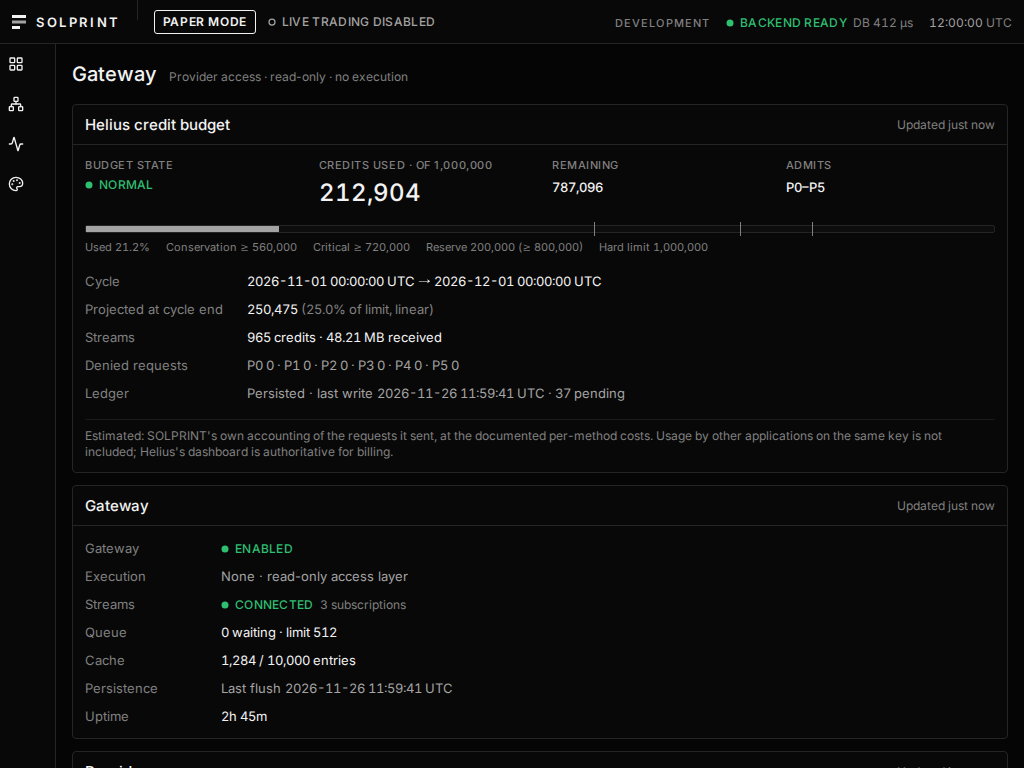 SOLPRINT
PAPER MODE
LIVE TRADING DISABLED
DEVELOPMENT
BACKEND READY DB 412 µs
12:00:00 UTC
Gateway Provider access · read-only · no execution
Helius credit budget Updated just now
BUDGET STATE CREDITS USED · OF 1,000,000 REMAINING ADMITS
NORMAL 212,904 787,096 P0–P5
Used 21.2% Conservation ≥ 560,000 Critical ≥ 720,000 Reserve 200,000 (≥ 800,000) Hard limit 1,000,000
Cycle 2026-11-01 00:00:00 UTC → 2026-12-01 00:00:00 UTC
Projected at cycle end 250,475 (25.0% of limit, linear)
Streams 965 credits · 48.21 MB received
Denied requests P0 0 · P1 0 · P2 0 · P3 0 · P4 0 · P5 0
Ledger Persisted · last write 2026-11-26 11:59:41 UTC · 37 pending
Estimated: SOLPRINT's own accounting of the requests it sent, at the documented per-method costs. Usage by other applications on the same key is not
included; Helius's dashboard is authoritative for billing.
Gateway Updated just now
Gateway ENABLED
Execution None · read-only access layer
Streams CONNECTED 3 subscriptions
Queue 0 waiting · limit 512
Cache 1,284 / 10,000 entries
Persistence Last flush 2026-11-26 11:59:41 UTC
Uptime 2h 45m